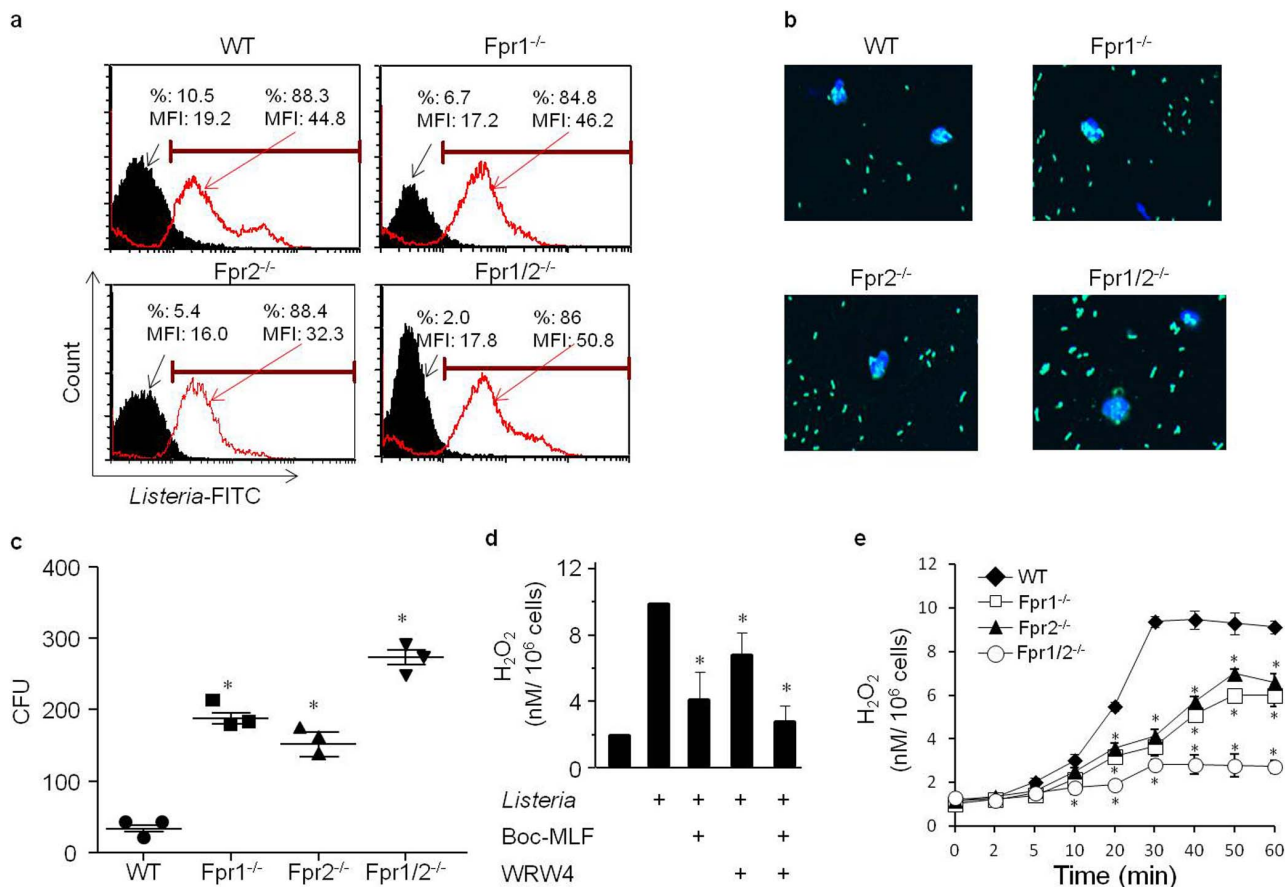 a
WT
%: 10.5
MFI: 19.2
%: 88.3
MFI: 44.8
Fpr1-/-
%: 6.7
MFI: 17.2
%: 84.8
MFI: 46.2
Fpr2-/-
%: 5.4
MFI: 16.0
%: 88.4
MFI: 32.3
Fpr1/2-/-
%: 2.0
MFI: 17.8
%: 86
MFI: 50.8
Count
Listeria-FITC
b
WT
Fpr1-/-
Fpr2-/-
Fpr1/2-/-
c
CFU
400
300
200
100
0
*
*
*
WT
Fpr1-/-
Fpr2-/-
Fpr1/2-/-
d
H2O2
(nM/ 10^6 cells)
12
8
4
0
*
*
*
Listeria + + + +
Boc-MLF + +
WRW4 + +
e
H2O2
(nM/ 10^6 cells)
12
10
8
6
4
2
0
WT
Fpr1-/-
Fpr2-/-
Fpr1/2-/-
* * * * *
* * * * *
* * * * * *
0 2 5 10 20 30 40 50 60
Time (min)